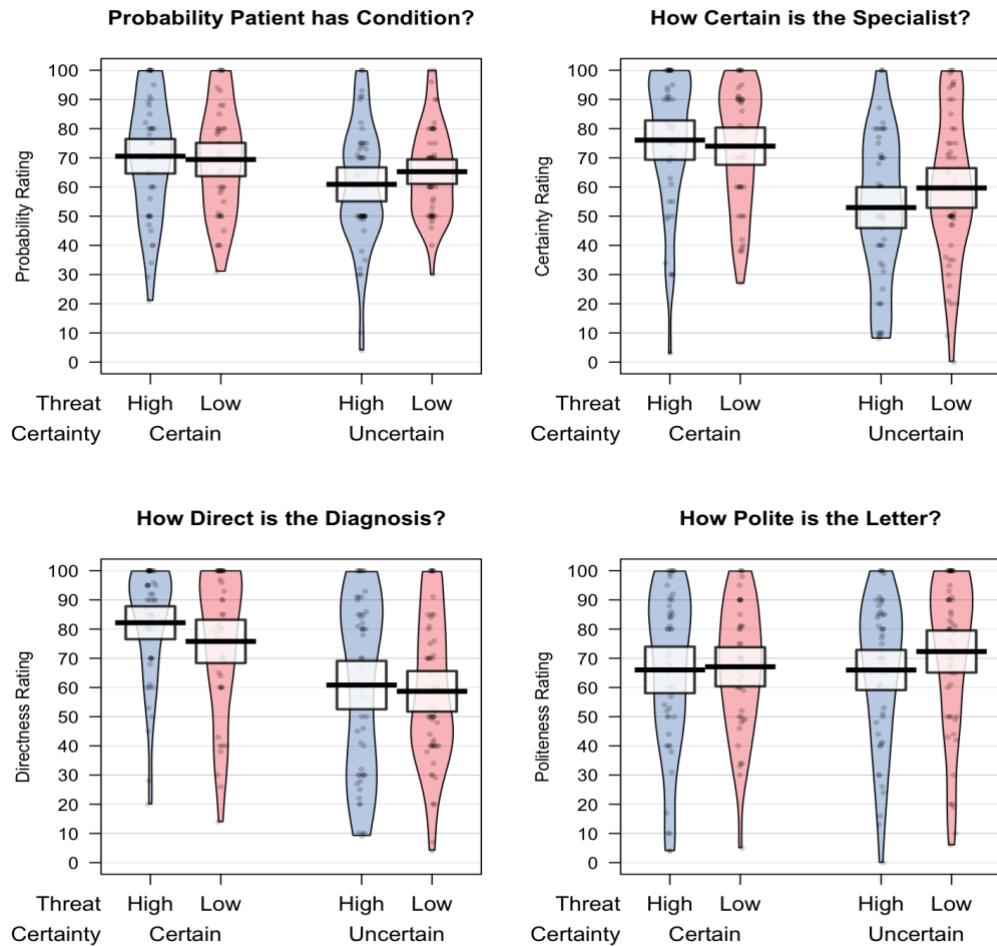 Probability Patient has Condition?
Probability Rating
100
90
80
70
60
50
40
30
20
10
0
Threat High Low High Low
Certainty Certain Uncertain
How Certain is the Specialist?
Certainty Rating
100
90
80
70
60
50
40
30
20
10
0
Threat High Low High Low
Certainty Certain Uncertain
How Direct is the Diagnosis?
Directness Rating
100
90
80
70
60
50
40
30
20
10
0
Threat High Low High Low
Certainty Certain Uncertain
How Polite is the Letter?
Politeness Rating
100
90
80
70
60
50
40
30
20
10
0
Threat High Low High Low
Certainty Certain Uncertain